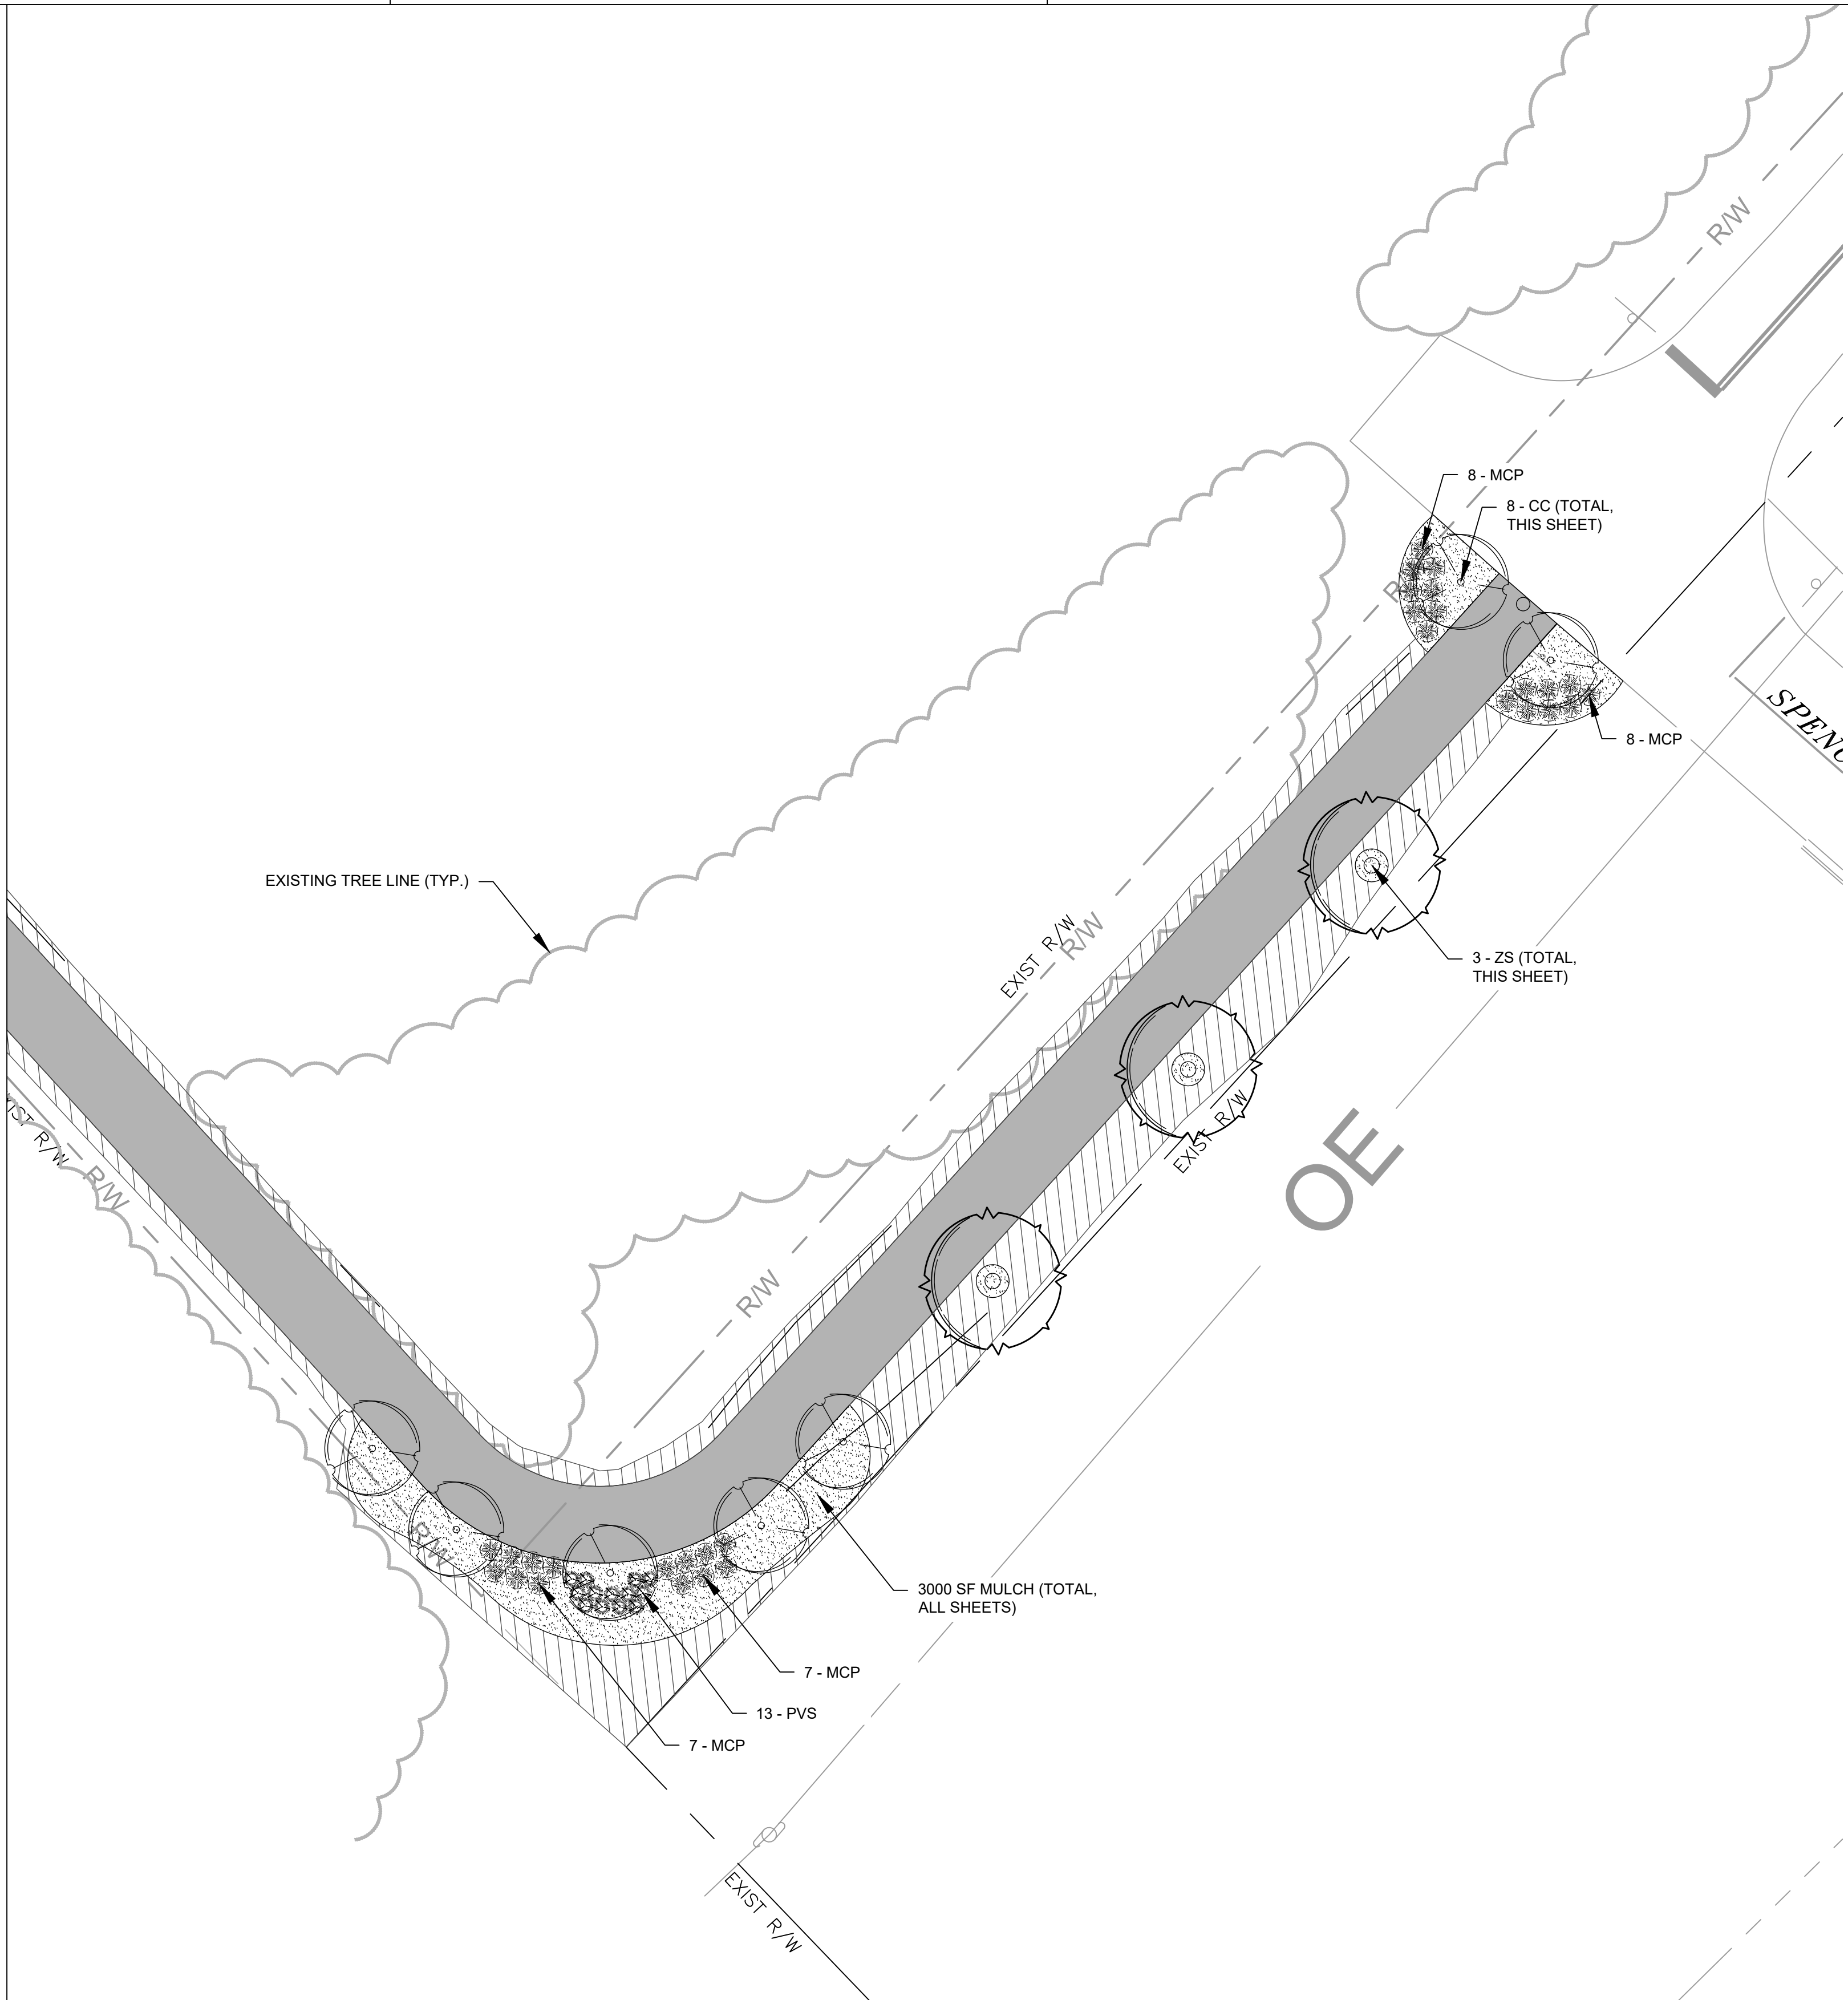 R/W
8 - MCP
8 - CC (TOTAL,
THIS SHEET)
SPENC
8 - MCP
EXISTING TREE LINE (TYP.)
EXIST R/W
R/W
3 - ZS (TOTAL,
THIS SHEET)
EXIST R/W
OE
R/W
R/W
R/W
R/W
3000 SF MULCH (TOTAL,
ALL SHEETS)
7 - MCP
13 - PVS
7 - MCP
EXIST R/W